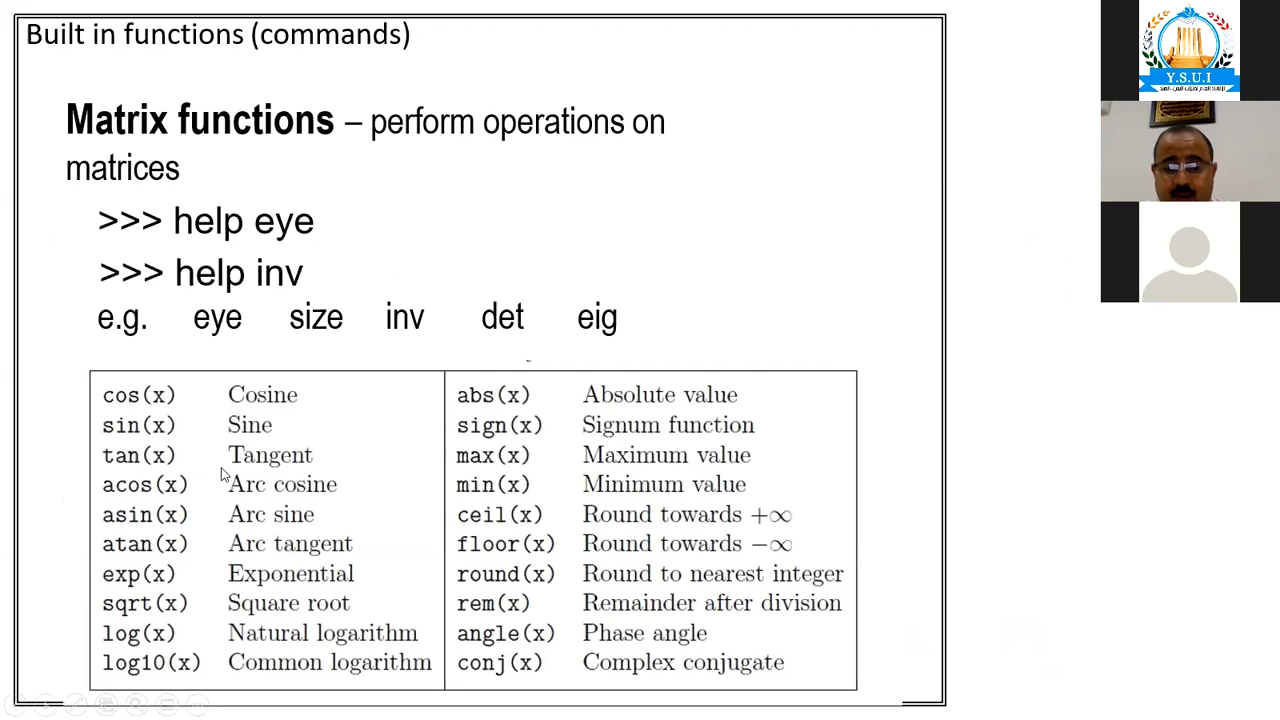 Built in functions (commands)
Matrix functions – perform operations on
matrices
>>> help eye
>>> help inv
e.g. eye size inv det eig
cos(x) Cosine abs(x) Absolute value
sin(x) Sine sign(x) Signum function
tan(x) Tangent max(x) Maximum value
acos(x) Arc cosine min(x) Minimum value
asin(x) Arc sine ceil(x) Round towards +∞
atan(x) Arc tangent floor(x) Round towards −∞
exp(x) Exponential round(x) Round to nearest integer
sqrt(x) Square root rem(x) Remainder after division
log(x) Natural logarithm angle(x) Phase angle
log10(x) Common logarithm conj(x) Complex conjugate
Y.S.U.I